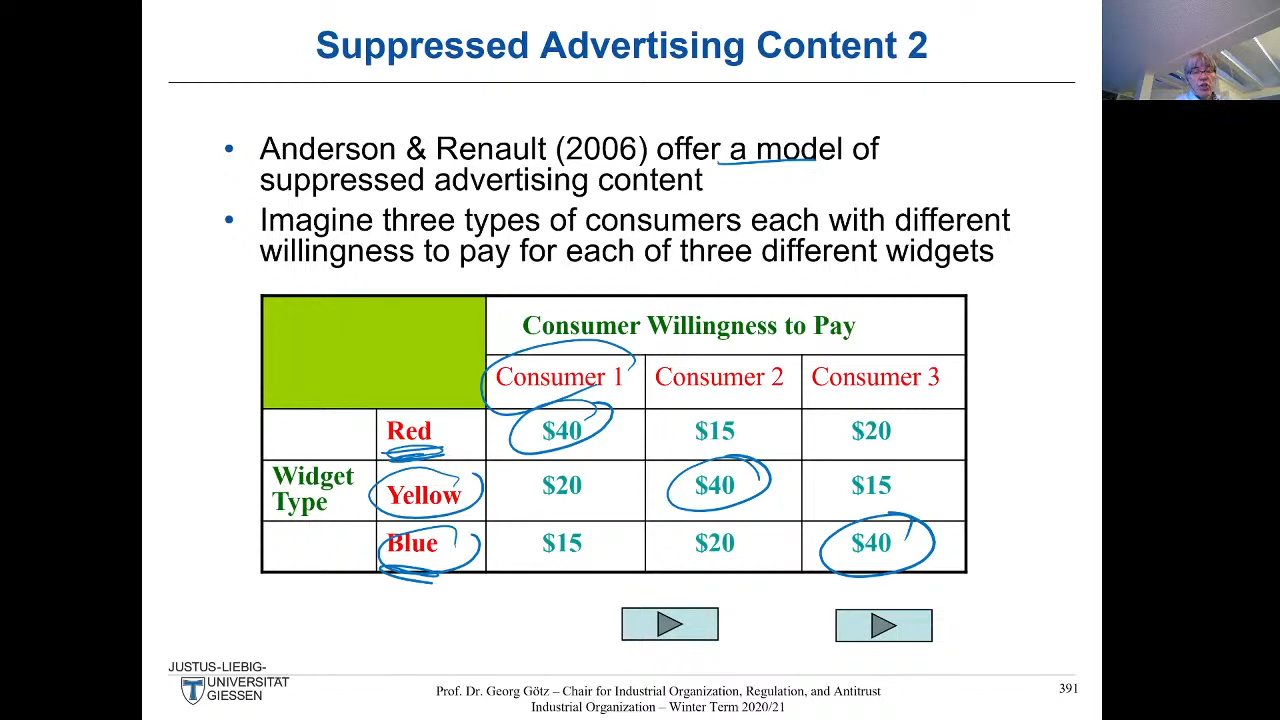 Suppressed Advertising Content 2
• Anderson & Renault (2006) offer a model of
suppressed advertising content
• Imagine three types of consumers each with different
willingness to pay for each of three different widgets
Consumer Willingness to Pay
Consumer 1 Consumer 2 Consumer 3
Red $40 $15 $20
Widget Type Yellow $20 $40 $15
Blue $15 $20 $40
JUSTUS-LIEBIG-
UNIVERSITÄT
GIESSEN
Prof. Dr. Georg Götz – Chair for Industrial Organization, Regulation, and Antitrust
Industrial Organization – Winter Term 2020/21
391